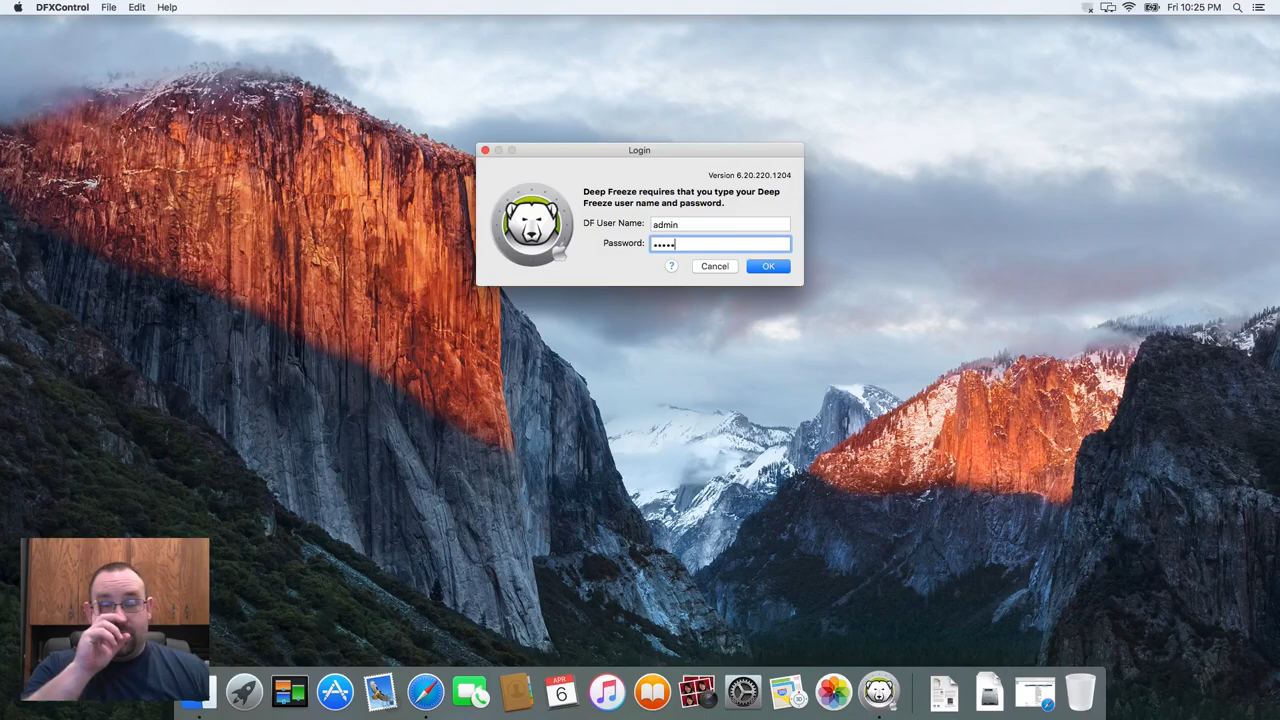 DFXControl File Edit Help Fri 10:25 PM
Login
Version 6.20.220.1204
Deep Freeze requires that you type your Deep
Freeze user name and password.
DF User Name: admin
Password: •••••
? Cancel OK
APR
6